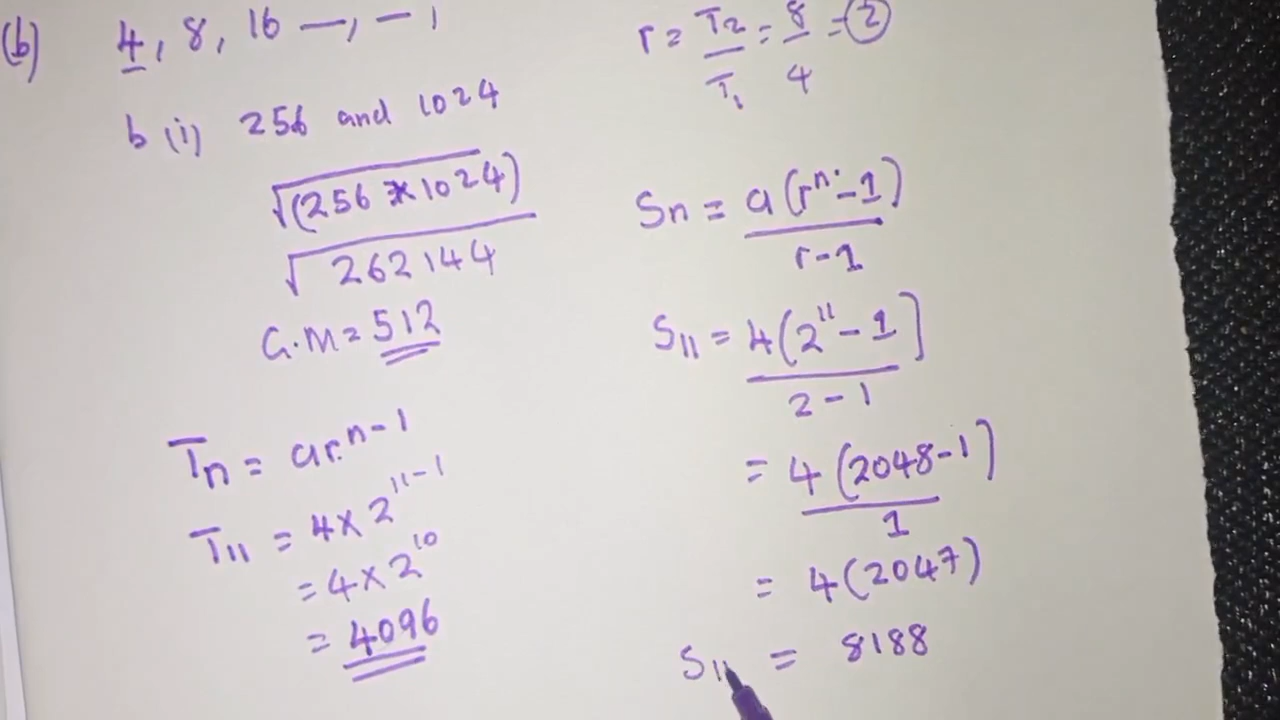 (b) 4, 8, 16 —, — ,
b (i) 256 and 1024
√(256 × 1024)
√262144
G.M = 512
Tn = ar^n-1
T11 = 4 × 2^11-1
= 4 × 2^10
= 4096
r = T2/T1 = 8/4 = 2
Sn = a(r^n - 1)
r - 1
S11 = 4(2^11 - 1]
2 - 1
= 4(2048 - 1)
1
= 4(2047)
S11 = 8188